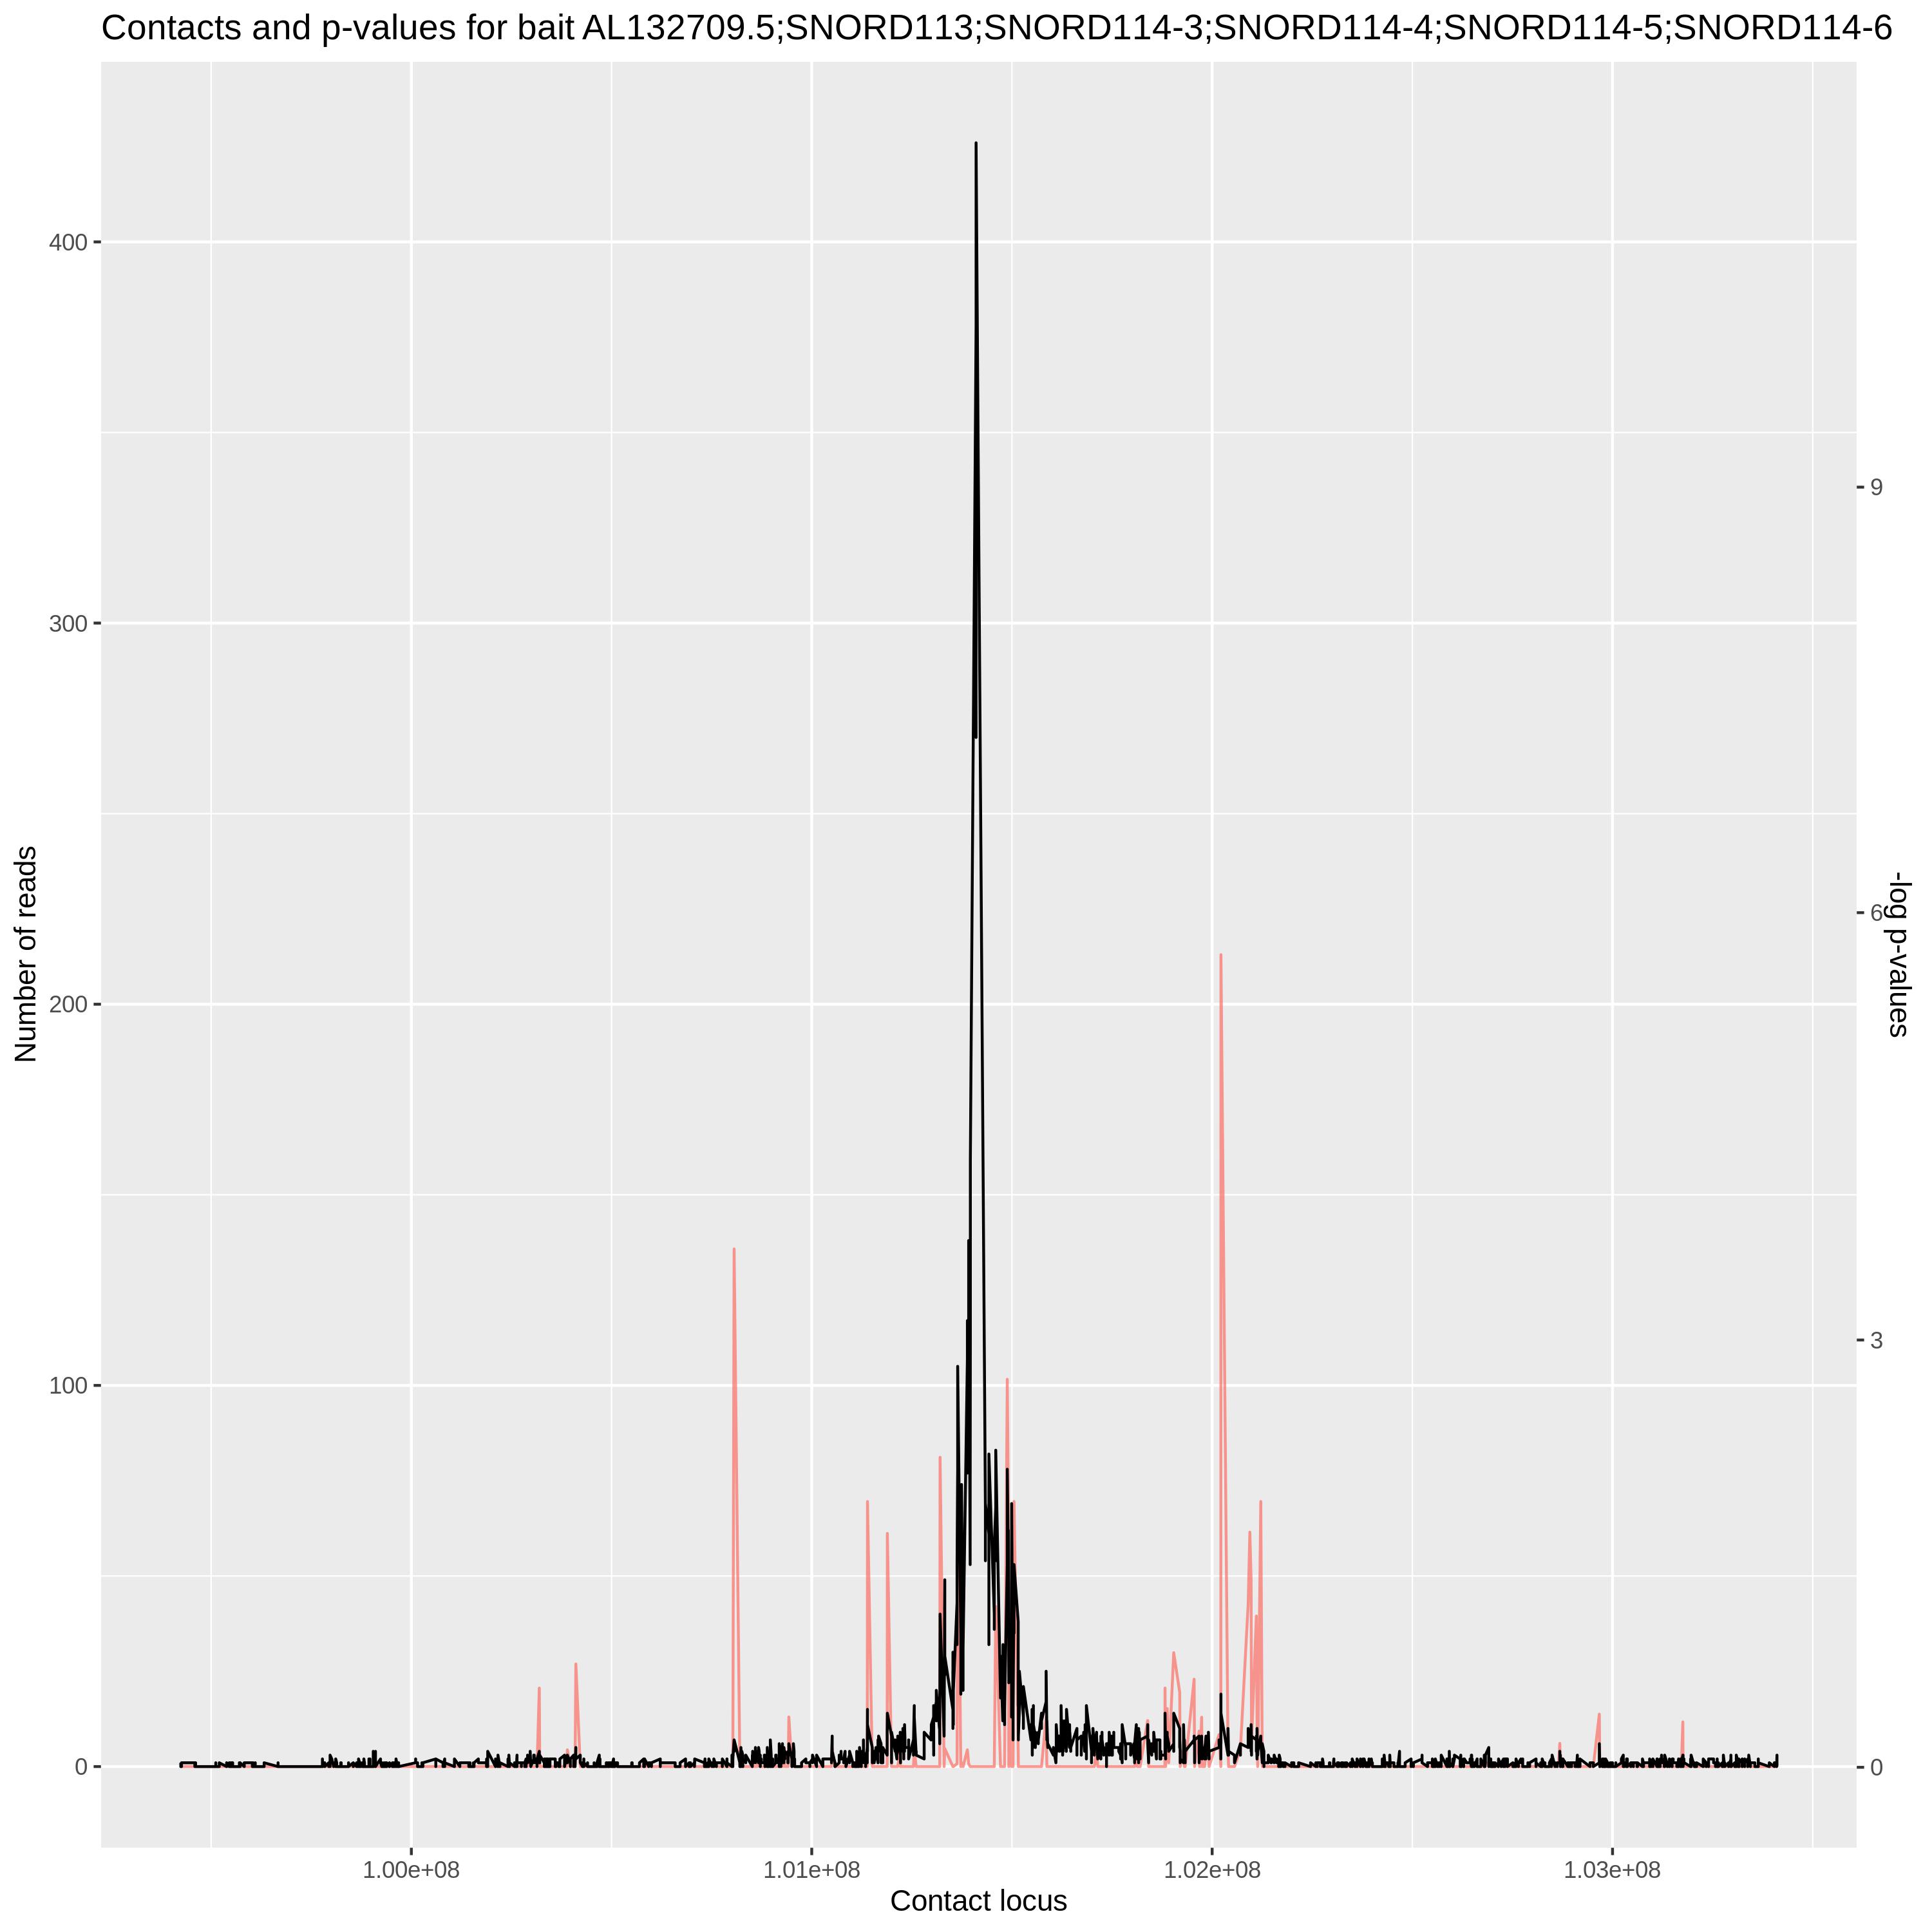 Contacts and p-values for bait AL132709.5;SNORD113;SNORD114-3;SNORD114-4;SNORD114-5;SNORD114-6
400
300
200
100
0
Number of reads
9
6
3
0
-log p-values
1.00e+08
1.01e+08
1.02e+08
1.03e+08
Contact locus